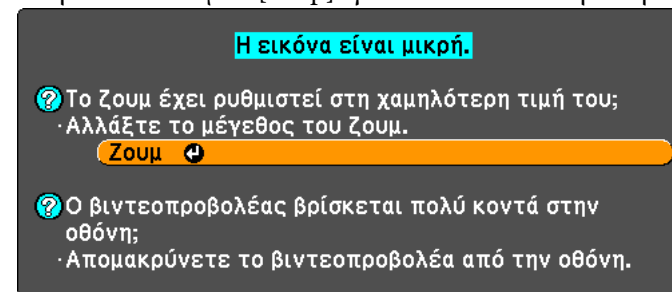 Η εικόνα είναι μικρή.
Το ζουμ έχει ρυθμιστεί στη χαμηλότερη τιμή του;
·Αλλάξτε το μέγεθος του ζουμ.
Ζουμ
Ο βιντεοπροβολέας βρίσκεται πολύ κοντά στην
οθόνη;
·Απομακρύνετε το βιντεοπροβολέα από την οθόνη.